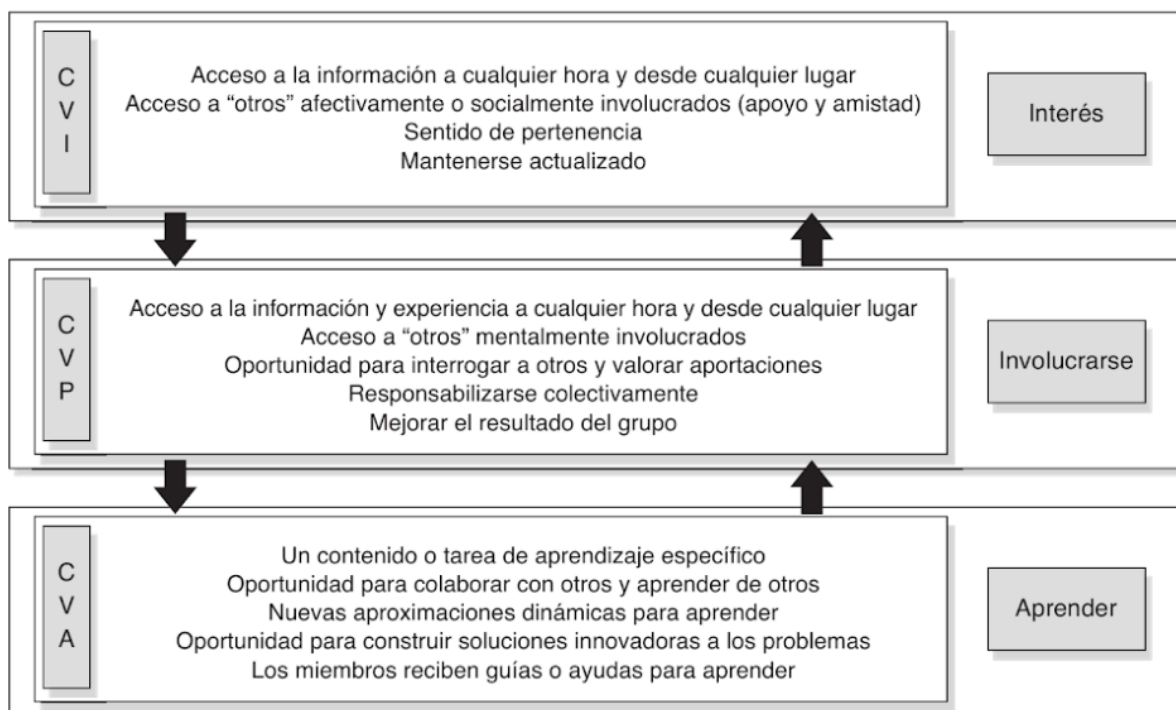 CVI
Acceso a la información a cualquier hora y desde cualquier lugar
Acceso a “otros” afectivamente o socialmente involucrados (apoyo y amistad)
Sentido de pertenencia
Mantenerse actualizado
Interés
CVP
Acceso a la información y experiencia a cualquier hora y desde cualquier lugar
Acceso a “otros” mentalmente involucrados
Oportunidad para interrogar a otros y valorar aportaciones
Responsabilizarse colectivamente
Mejorar el resultado del grupo
Involucrarse
CVA
Un contenido o tarea de aprendizaje específico
Oportunidad para colaborar con otros y aprender de otros
Nuevas aproximaciones dinámicas para aprender
Oportunidad para construir soluciones innovadoras a los problemas
Los miembros reciben guías o ayudas para aprender
Aprender